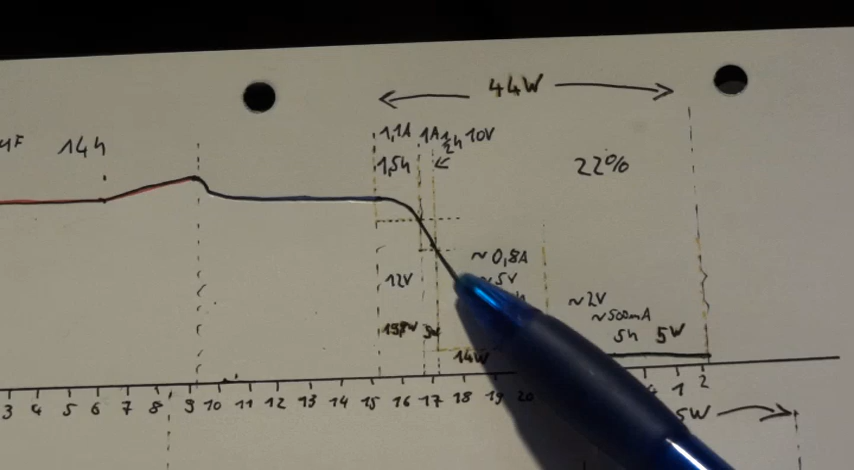 44W
14h
1,1A 1A ½h 10V
1,5h
22%
~0,8A
~5V
12V
~2V
~500mA
5h 5W
5W
14W
3 4 5 6 7 8 9 10 11 12 13 14 15 16 17 18 19 20 1 2
5W